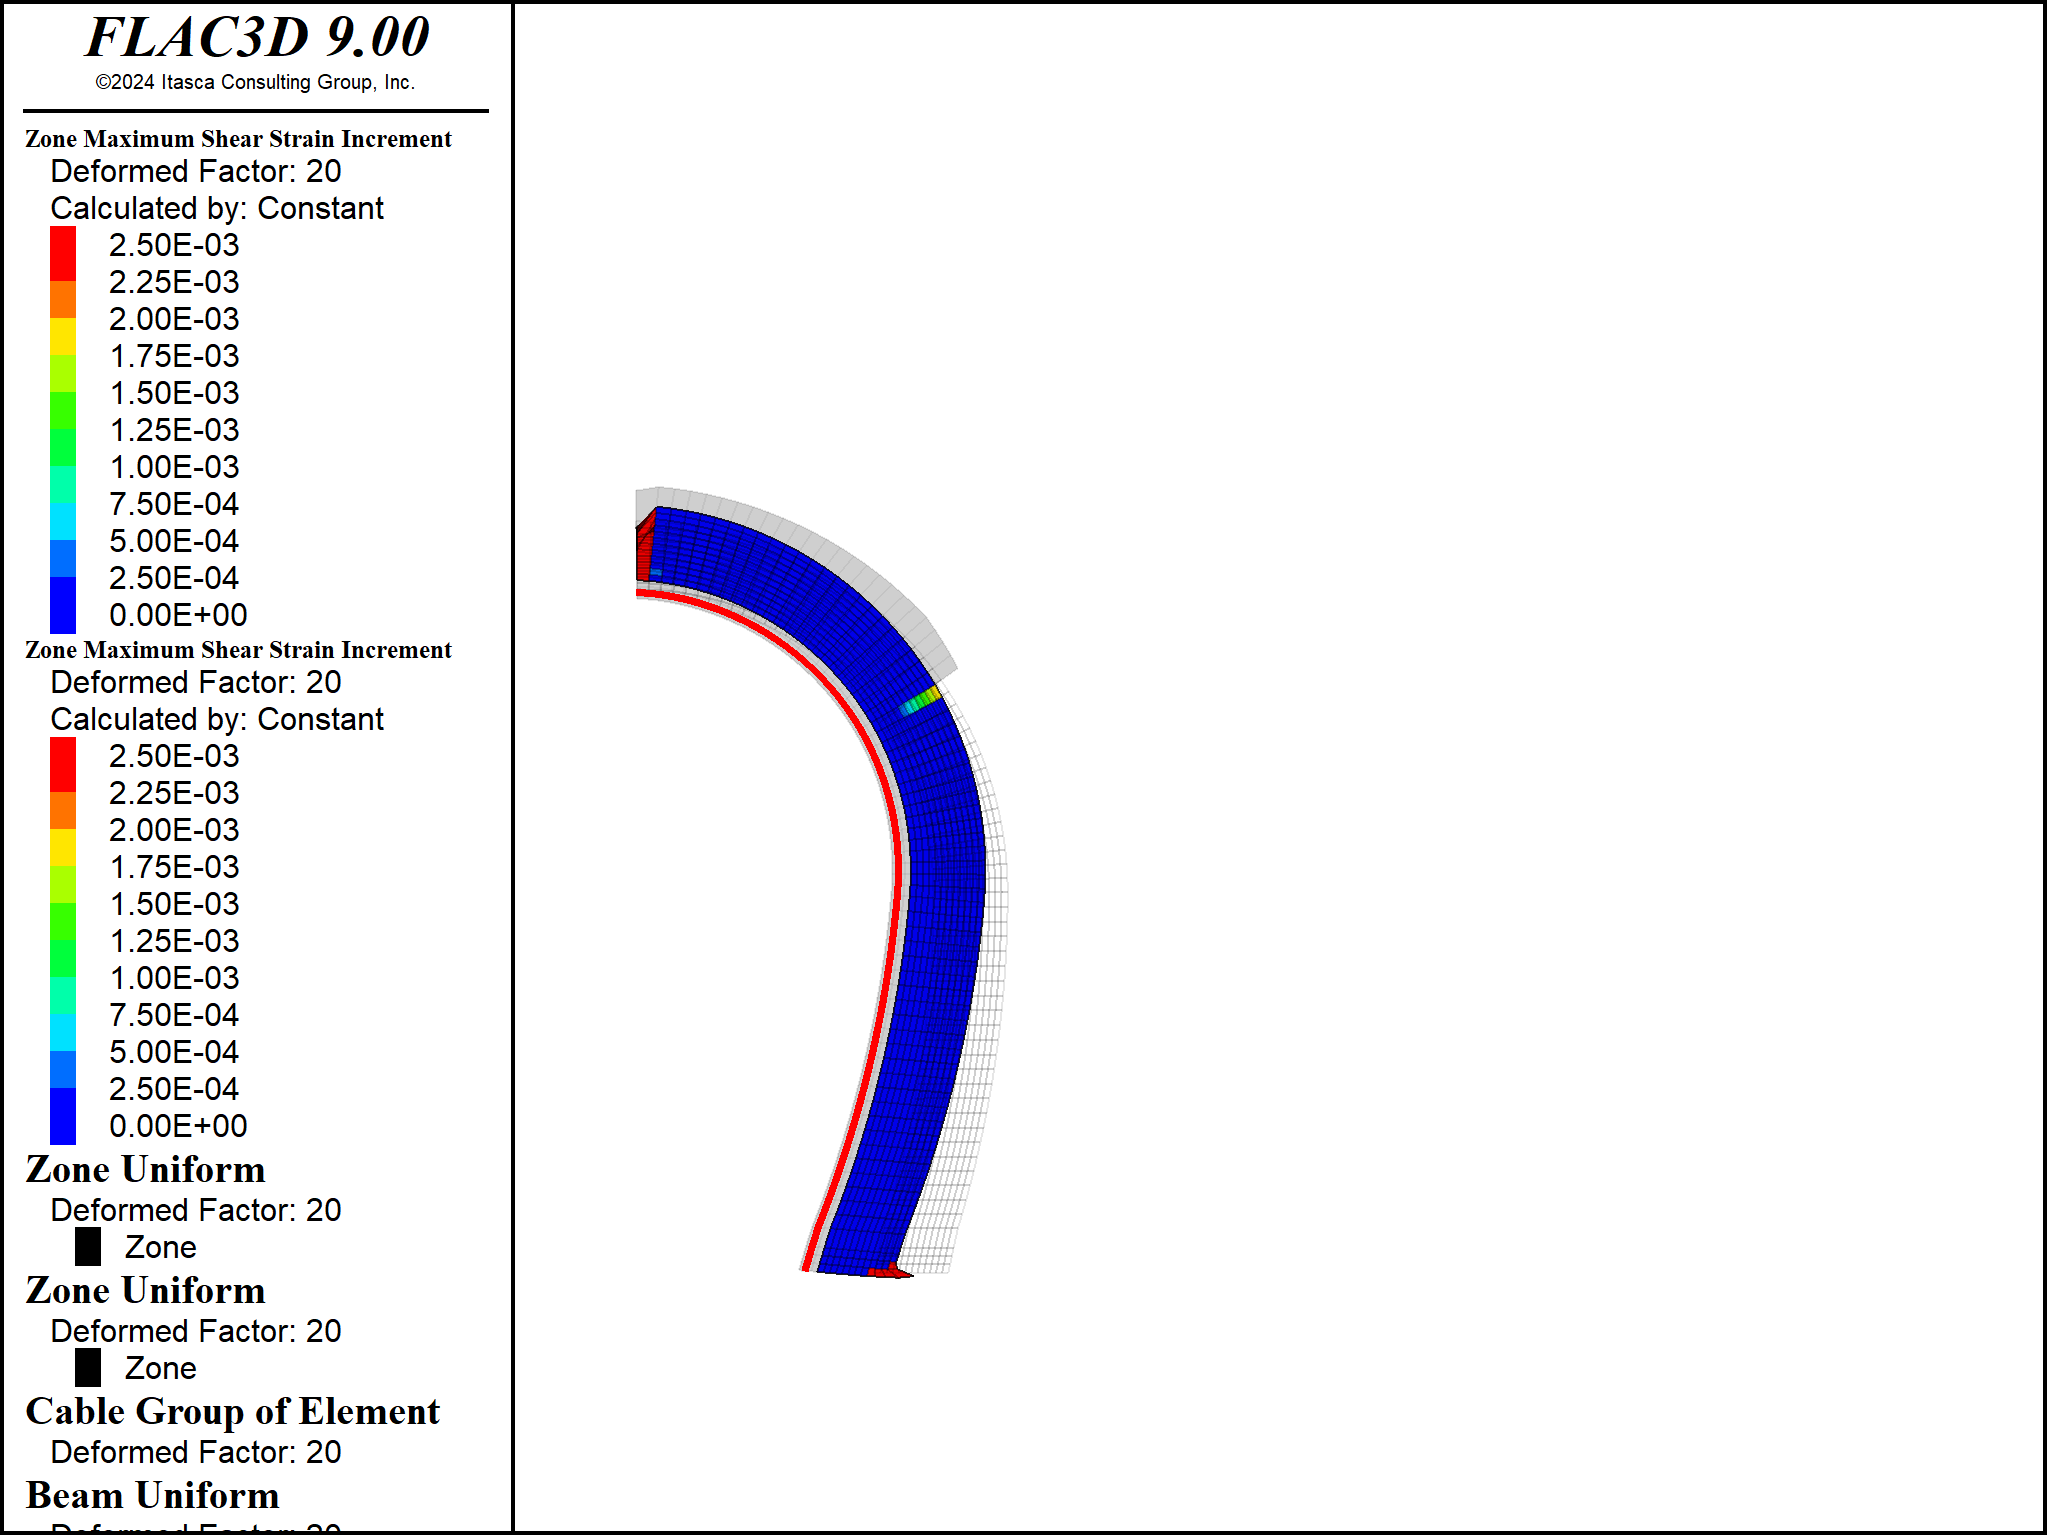 FLAC3D 9.00
©2024 Itasca Consulting Group, Inc.
Zone Maximum Shear Strain Increment
Deformed Factor: 20
Calculated by: Constant
2.50E-03
2.25E-03
2.00E-03
1.75E-03
1.50E-03
1.25E-03
1.00E-03
7.50E-04
5.00E-04
2.50E-04
0.00E+00
Zone Maximum Shear Strain Increment
Deformed Factor: 20
Calculated by: Constant
2.50E-03
2.25E-03
2.00E-03
1.75E-03
1.50E-03
1.25E-03
1.00E-03
7.50E-04
5.00E-04
2.50E-04
0.00E+00
Zone Uniform
Deformed Factor: 20
Zone
Zone Uniform
Deformed Factor: 20
Zone
Cable Group of Element
Deformed Factor: 20
Beam Uniform
Deformed Factor: 20